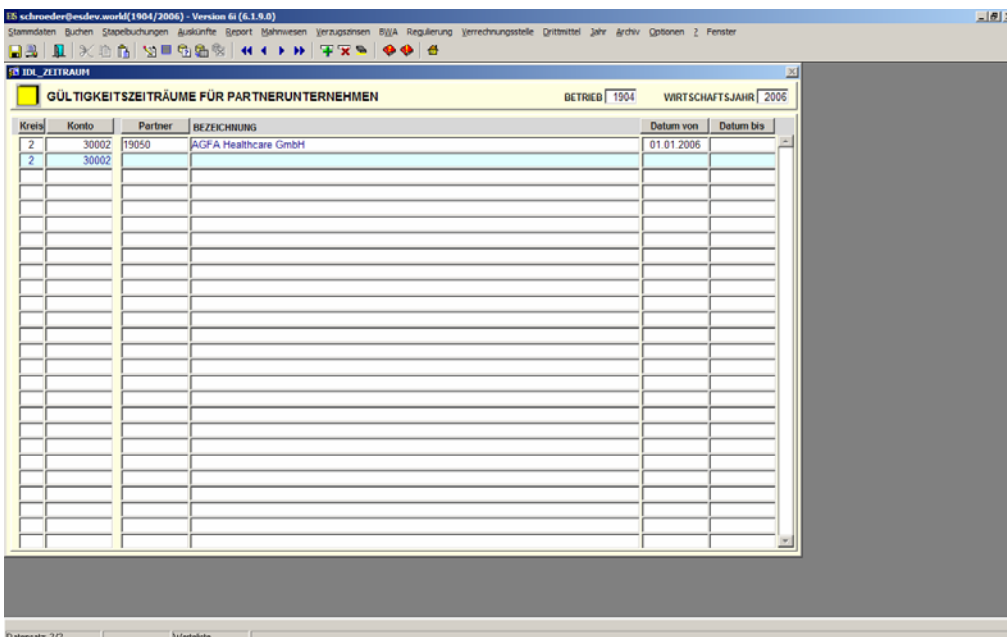 schroeder@esdev.world(1904/2006) - Version 6i (6.1.9.0)
Stammdaten Buchen Stapelbuchungen Auskünfte Report Mahnwesen Verzugszinsen BWA Regulierung Verrechnungsstelle Drittmittel Jahr Archiv Optionen ? Fenster
IDL_ZEITRAUM
GÜLTIGKEITSZEITRÄUME FÜR PARTNERUNTERNEHMEN BETRIEB 1904 WIRTSCHAFTSJAHR 2006
Kreis Konto Partner BEZEICHNUNG Datum von Datum bis
2 30002 19050 AGFA Healthcare GmbH 01.01.2006
2 30002
Datensatz: 2/2 Werteliste